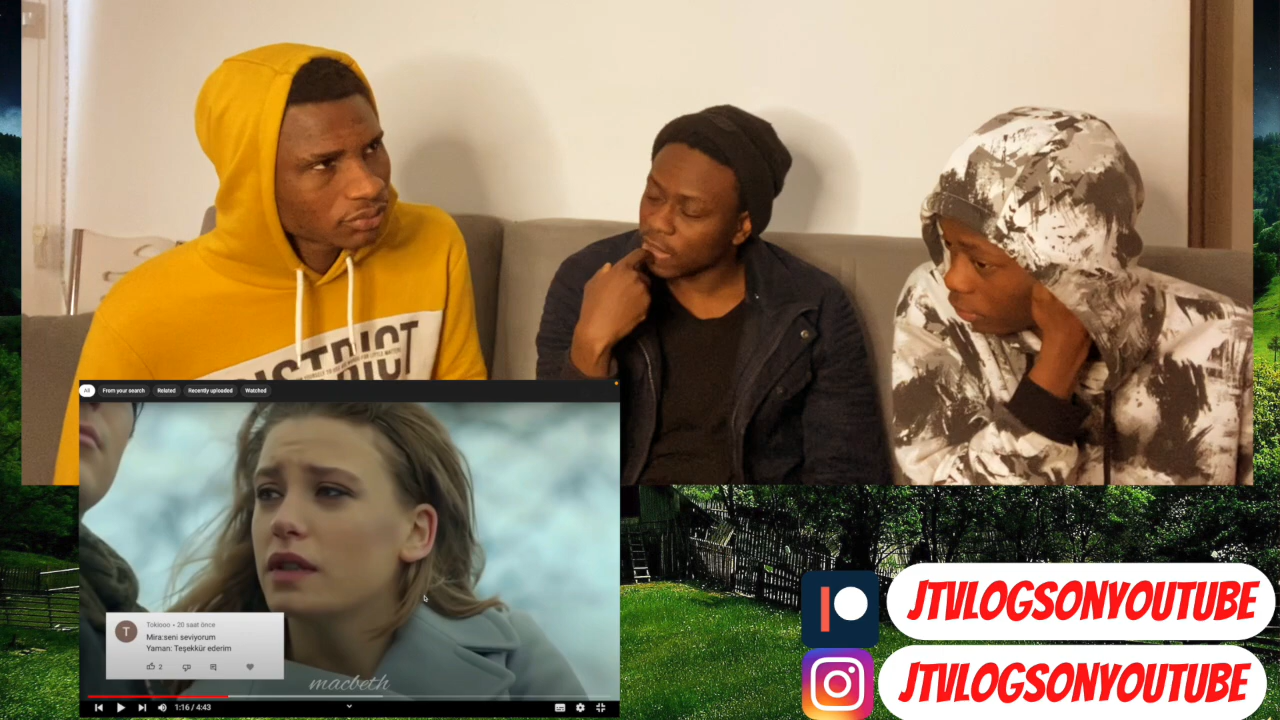 DISTRICT
All
From your search
Related
Recently uploaded
Watched
T
Tokiooo • 20 saat önce
Mira:seni seviyorum
Yaman: Teşekkür ederim
2
macbeth
1:16 / 4:43
JTVLOGSONYOUTUBE
JTVLOGSONYOUTUBE